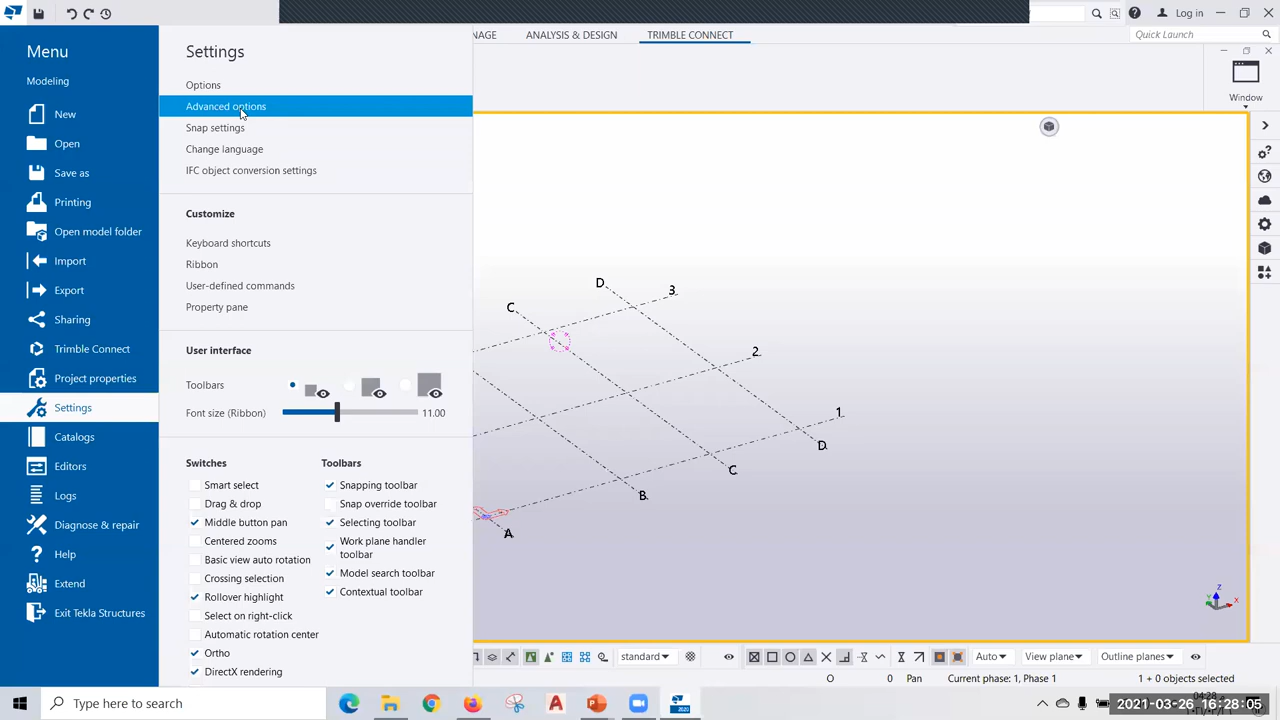 Log in
Menu
Settings
NAGE
ANALYSIS & DESIGN
TRIMBLE CONNECT
Quick Launch
Modeling
Window
New
Open
Save as
Printing
Open model folder
Import
Export
Sharing
Trimble Connect
Project properties
Settings
Catalogs
Editors
Logs
Diagnose & repair
Help
Extend
Exit Tekla Structures
Options
Advanced options
Snap settings
Change language
IFC object conversion settings
Customize
Keyboard shortcuts
Ribbon
User-defined commands
Property pane
User interface
Toolbars
Font size (Ribbon)
11.00
Switches
Smart select
Drag & drop
Middle button pan
Centered zooms
Basic view auto rotation
Crossing selection
Rollover highlight
Select on right-click
Automatic rotation center
Ortho
DirectX rendering
Toolbars
Snapping toolbar
Snap override toolbar
Selecting toolbar
Work plane handler
toolbar
Model search toolbar
Contextual toolbar
D
3
C
2
1
D
C
B
A
Z
X
standard
Auto
View plane
Outline planes
O
0
Pan
Current phase: 1, Phase 1
1 + 0 objects selected
Type here to search
2020
04:28
2021-03-26 16:28:05